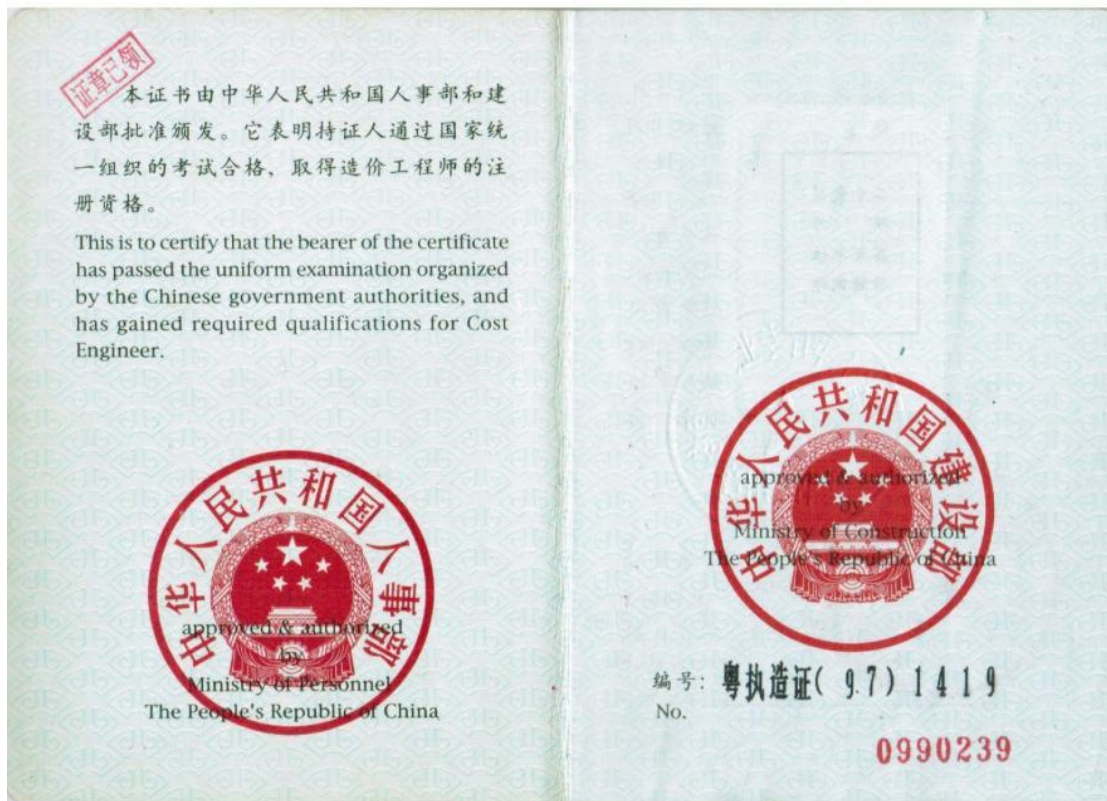 证章已领
本证书由中华人民共和国人事部和建
设部批准颁发。它表明持证人通过国家统
一组织的考试合格，取得造价工程师的注
册资格。
This is to certify that the bearer of the certificate
has passed the uniform examination organized
by the Chinese government authorities, and
has gained required qualifications for Cost
Engineer.
中华人民共和国人事部
approved & authorized
by
Ministry of Personnel
The People's Republic of China
中华人民共和国建设部
approved & authorized
by
Ministry of Construction
The People's Republic of China
编号：粤执造证( 9.7) 1419
No.
0990239